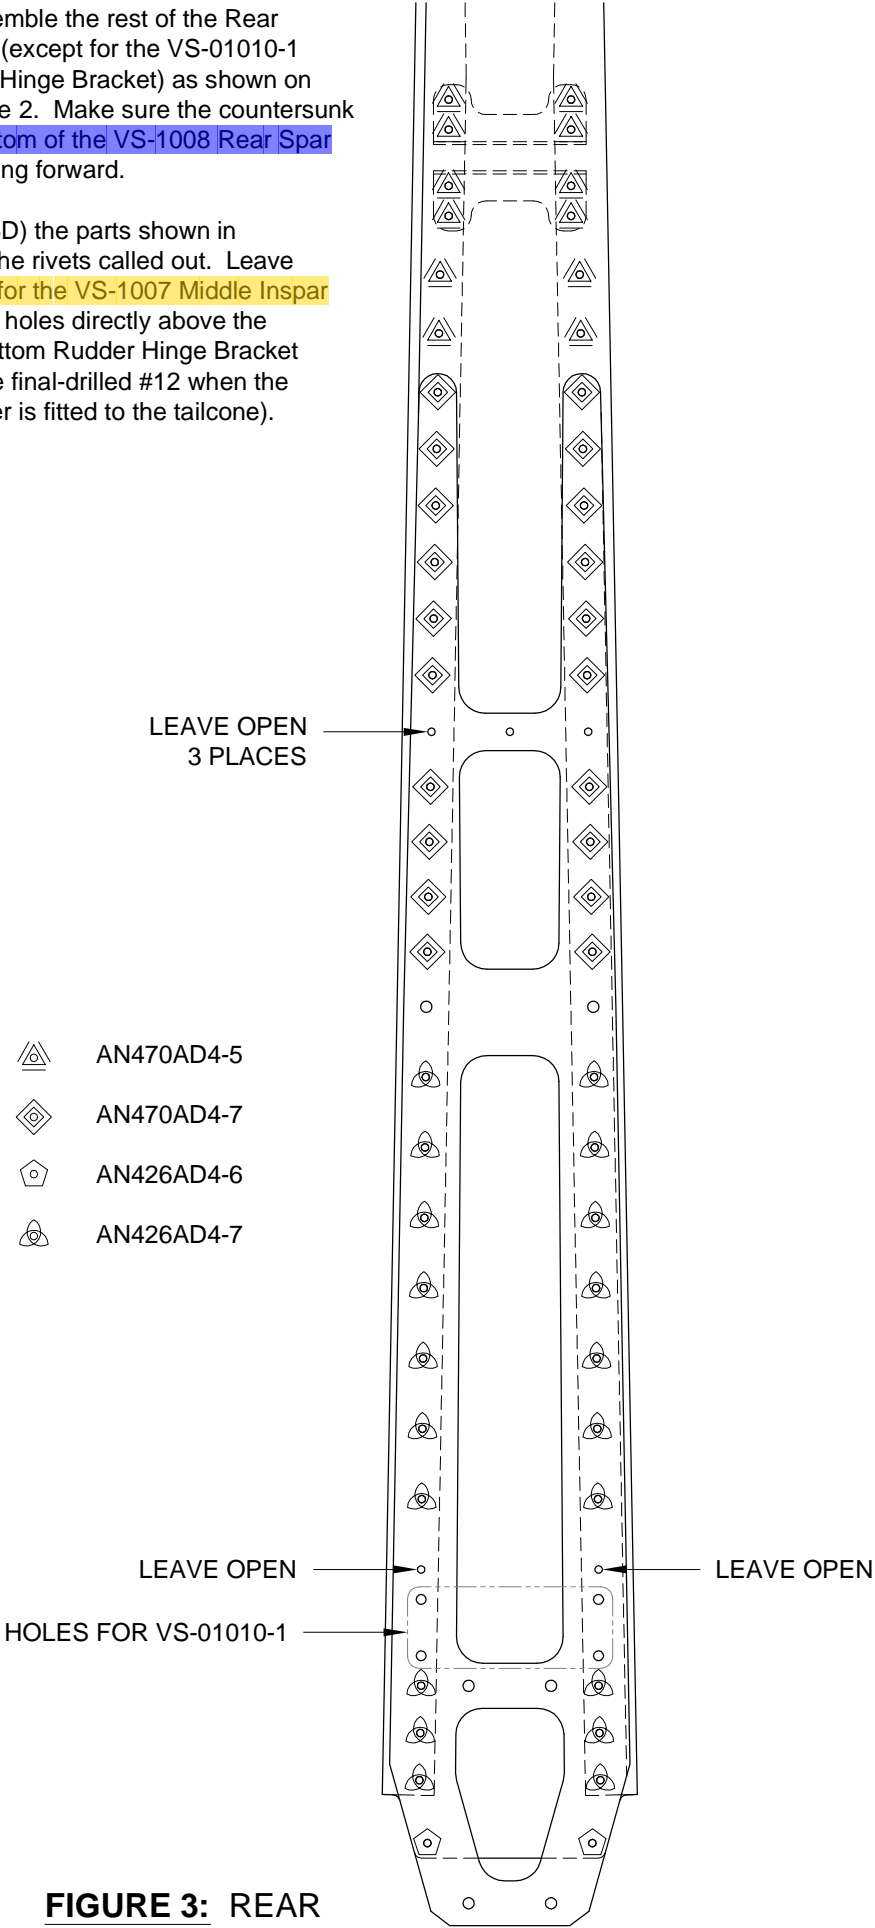 emble the rest of the Rear
(except for the VS-01010-1
Hinge Bracket) as shown on
e 2. Make sure the countersunk
tom of the VS-1008 Rear Spar
ng forward.
D) the parts shown in
he rivets called out. Leave
for the VS-1007 Middle Inspar
holes directly above the
ttom Rudder Hinge Bracket
e final-drilled #12 when the
er is fitted to the tailcone).
LEAVE OPEN
3 PLACES
AN470AD4-5
AN470AD4-7
AN426AD4-6
AN426AD4-7
LEAVE OPEN
LEAVE OPEN
HOLES FOR VS-01010-1
FIGURE 3: REAR